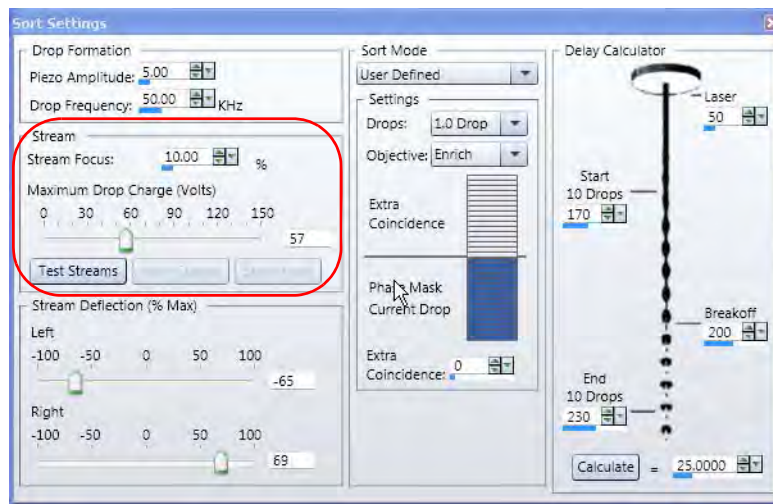 Sort Settings
Drop Formation
Piezo Amplitude: 5.00
Drop Frequency: 50.00 KHz
Stream
Stream Focus: 10.00 %
Maximum Drop Charge (Volts)
0 30 60 90 120 150
57
Test Streams
Stream Deflection (% Max)
Left
-100 -50 0 50 100
-65
Right
-100 -50 0 50 100
69
Sort Mode
User Defined
Settings
Drops: 1.0 Drop
Objective: Enrich
Extra
Coincidence
Phase Mask
Current Drop
Extra
Coincidence: 0
Delay Calculator
Laser
50
Start
10 Drops
170
Breakoff
200
End
10 Drops
230
Calculate = 25.0000